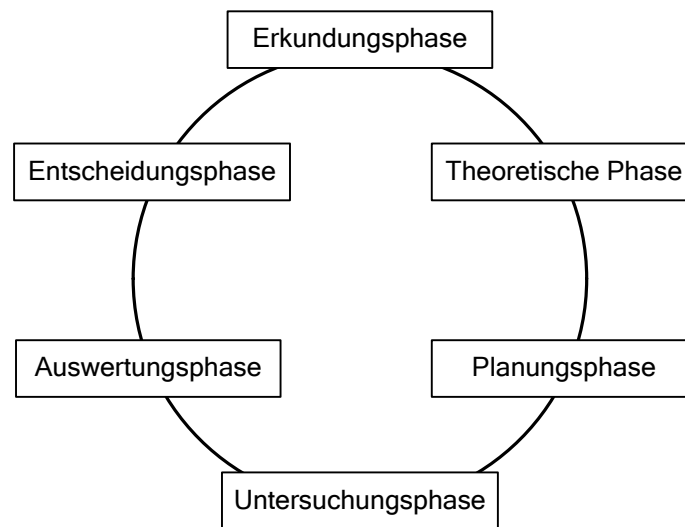 Erkundungsphase
Entscheidungsphase
Theoretische Phase
Auswertungsphase
Planungsphase
Untersuchungsphase